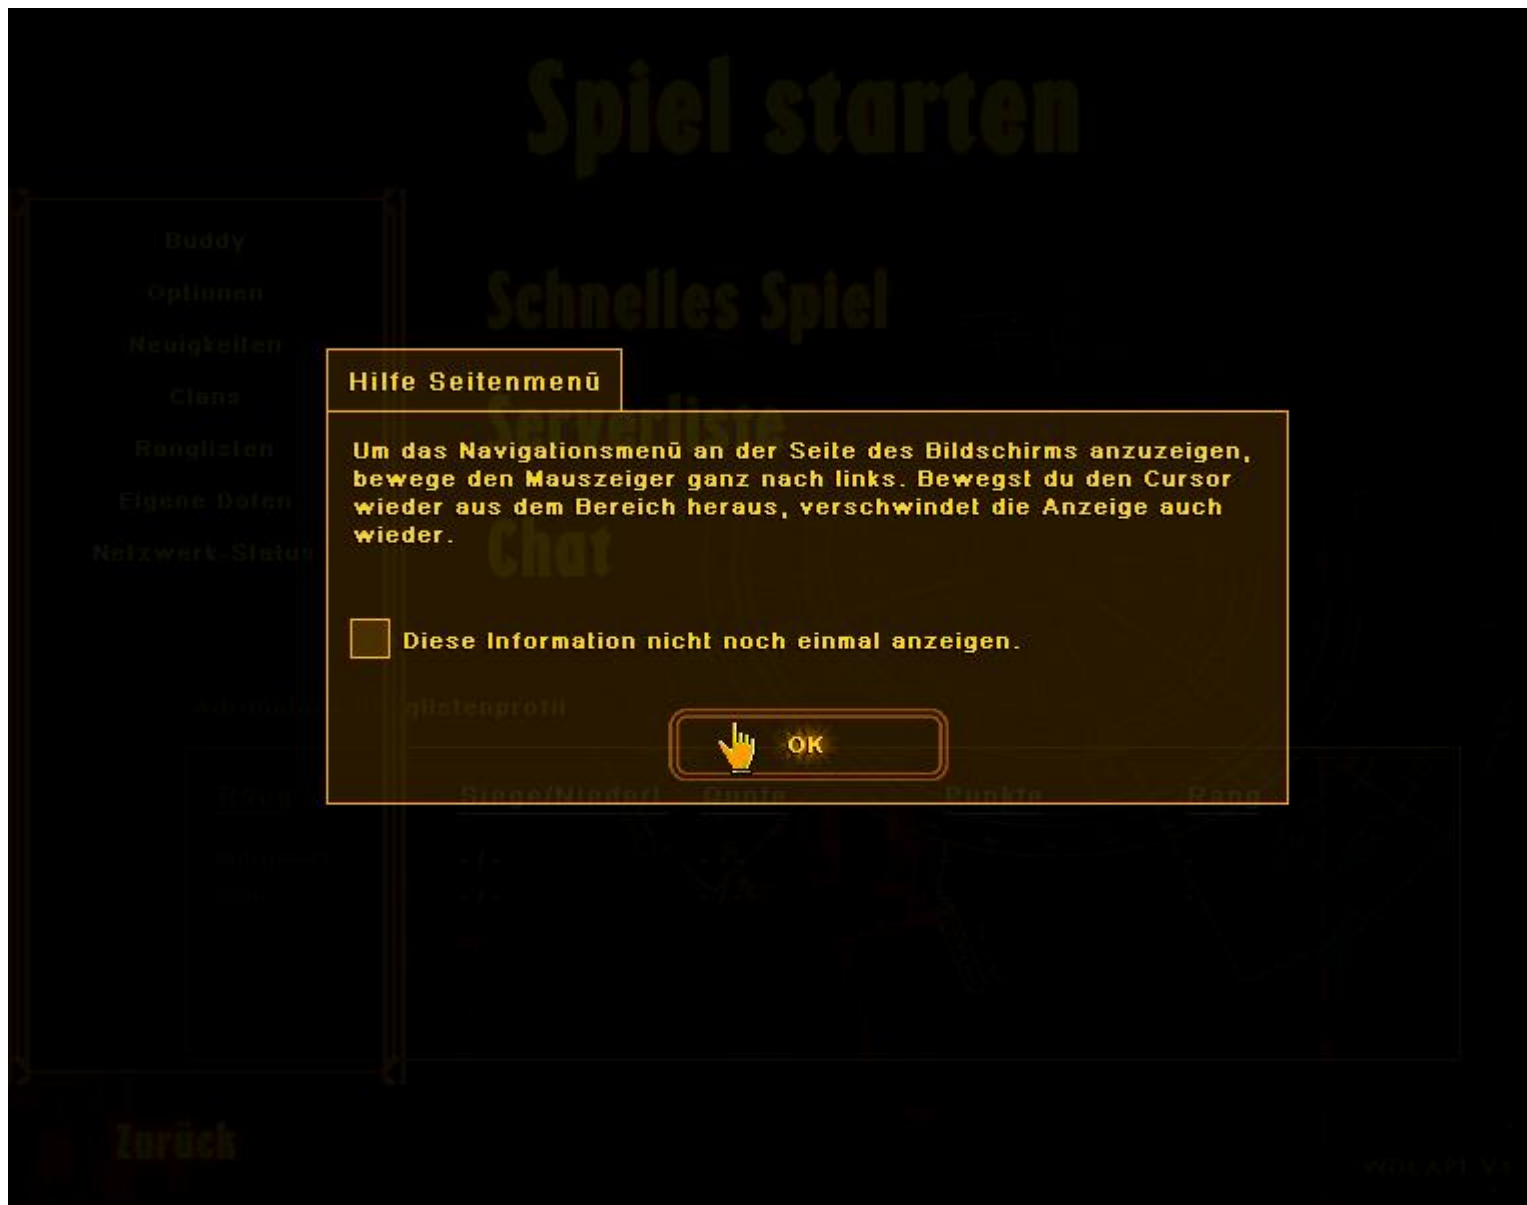 Spiel starten
Buddy
Optionen
Schnelles Spiel
Neuigkeiten
Hilfe Seitenmenü
Clans
Serverliste
Ranglisten
Um das Navigationsmenü an der Seite des Bildschirms anzuzeigen,
bewege den Mauszeiger ganz nach links. Bewegst du den Cursor
wieder aus dem Bereich heraus, verschwindet die Anzeige auch
wieder.
Eigene Daten
Chat
Netzwerk-Status
Diese Information nicht noch einmal anzeigen.
glistenprofil
OK
Siege/Niederl Quote Punkte Rang
-/- -/-
-/-
Zurück
WOLAPI V1